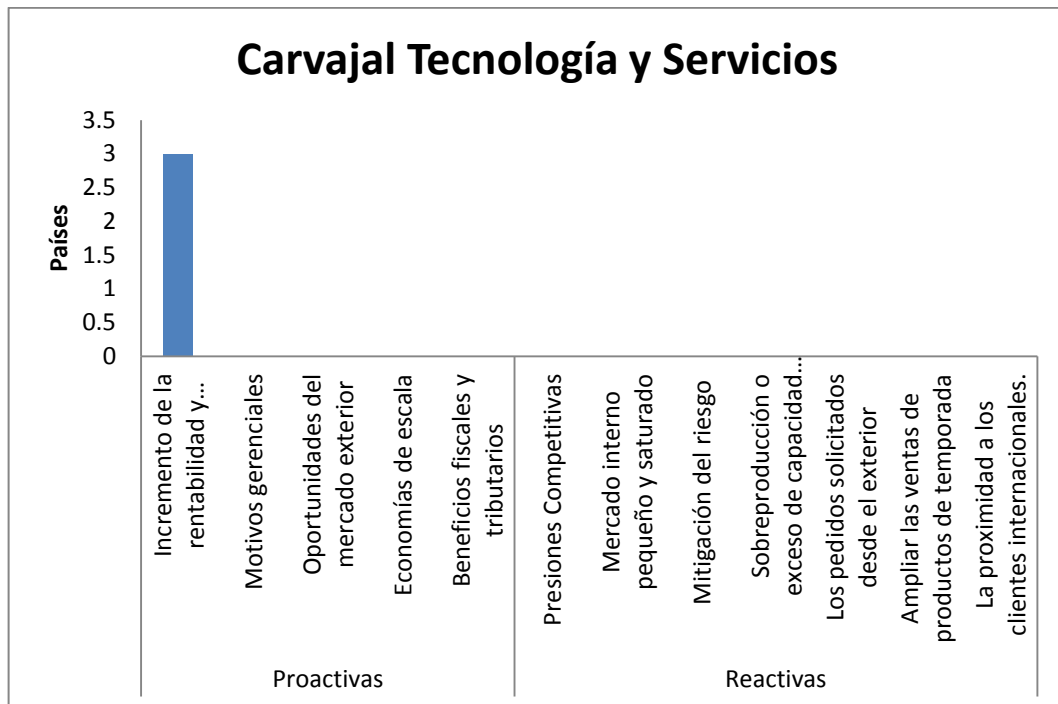 Carvajal Tecnología y Servicios
Países
3.5
3
2.5
2
1.5
1
0.5
0
Incremento de la
rentabilidad y...
Motivos gerenciales
Oportunidades del
mercado exterior
Economías de escala
Beneficios fiscales y
tributarios
Presiones Competitivas
Mercado interno
pequeño y saturado
Mitigación del riesgo
Sobreproducción o
exceso de capacidad...
Los pedidos solicitados
desde el exterior
Ampliar las ventas de
productos de temporada
La proximidad a los
clientes internacionales.
Proactivas
Reactivas